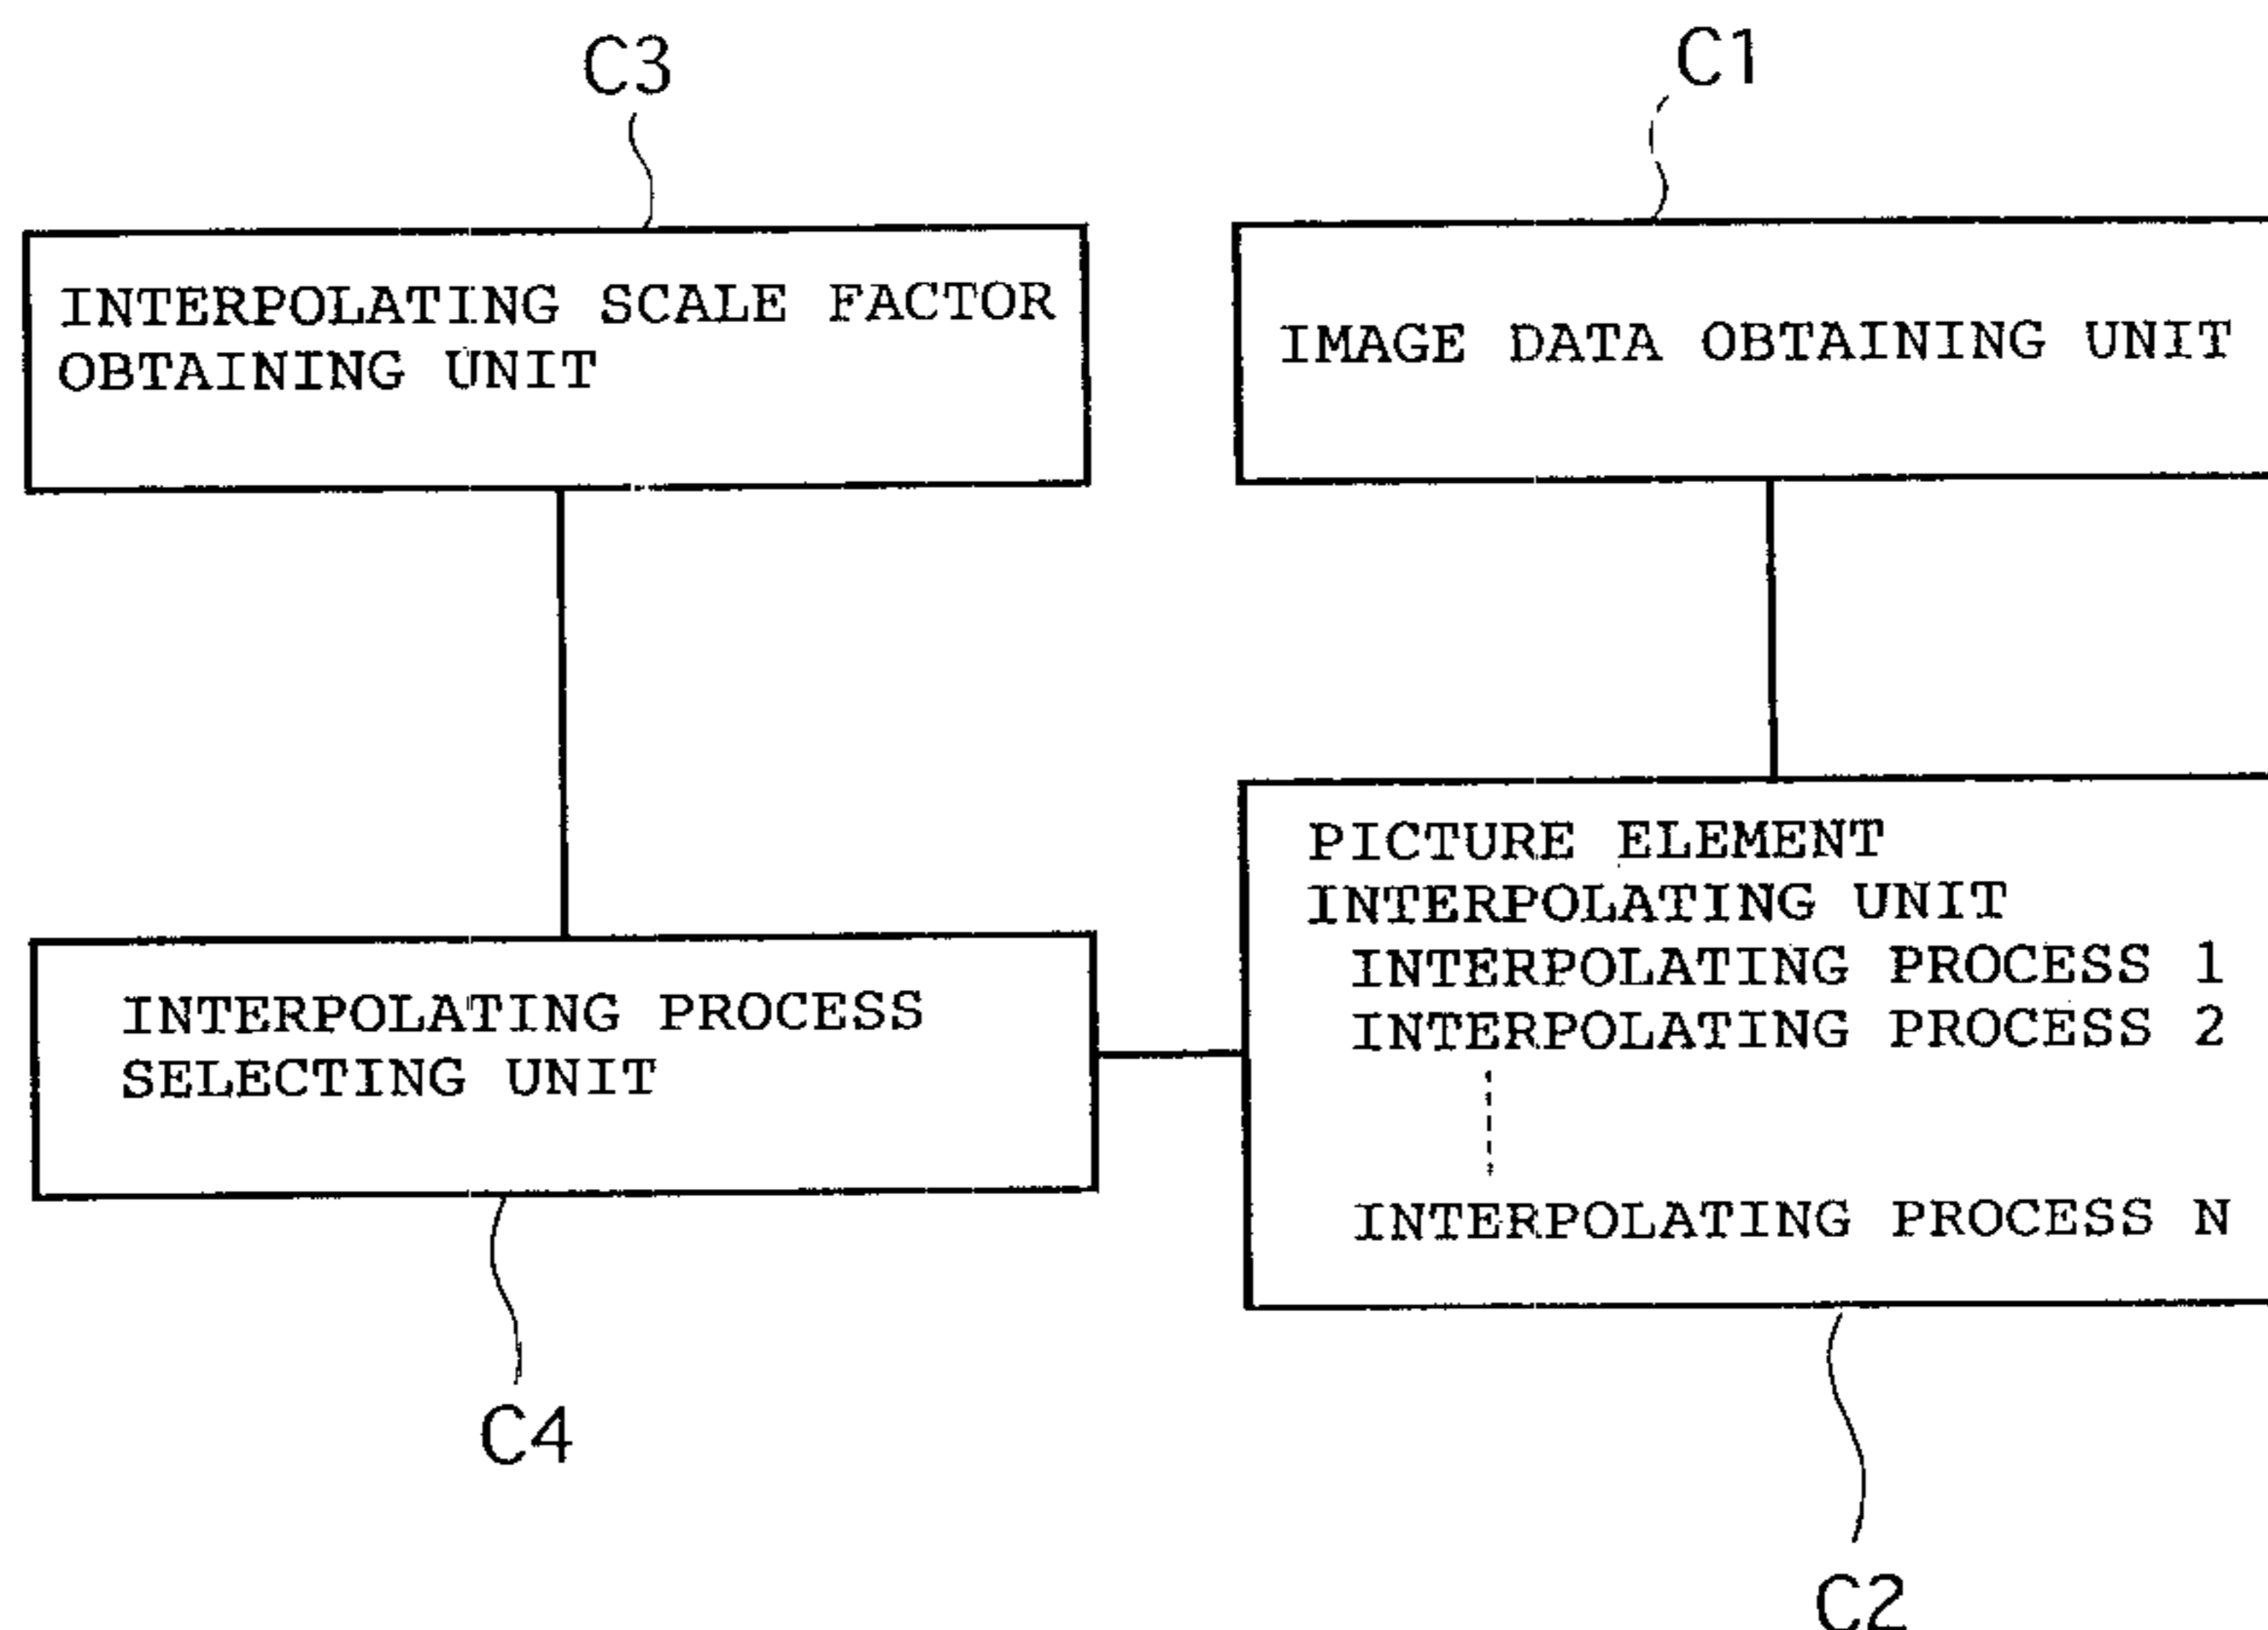 C3
C1
INTERPOLATING SCALE FACTOR
OBTAINING UNIT
IMAGE DATA OBTAINING UNIT
PICTURE ELEMENT
INTERPOLATING UNIT
INTERPOLATING PROCESS 1
INTERPOLATING PROCESS 2
INTERPOLATING PROCESS N
INTERPOLATING PROCESS
SELECTING UNIT
C4
C2